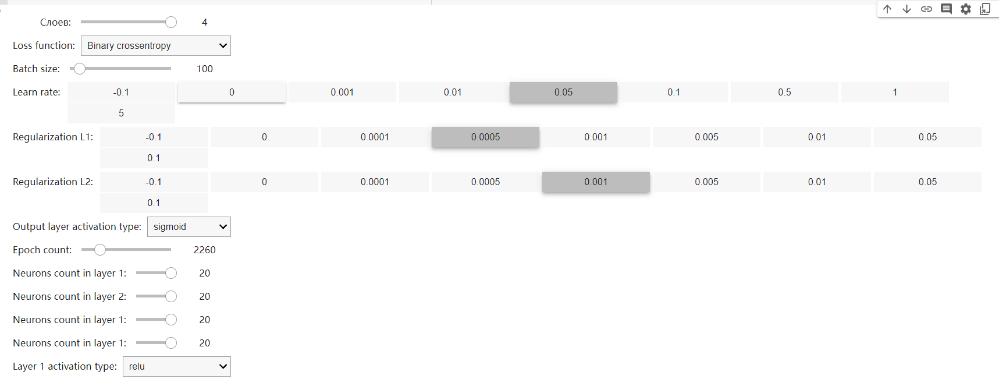 Слоев: 4
Loss function: Binary crossentropy
Batch size: 100
Learn rate: -0.1 0 0.001 0.01 0.05 0.1 0.5 1
5
Regularization L1: -0.1 0 0.0001 0.0005 0.001 0.005 0.01 0.05
0.1
Regularization L2: -0.1 0 0.0001 0.0005 0.001 0.005 0.01 0.05
0.1
Output layer activation type: sigmoid
Epoch count: 2260
Neurons count in layer 1: 20
Neurons count in layer 2: 20
Neurons count in layer 1: 20
Neurons count in layer 1: 20
Layer 1 activation type: relu